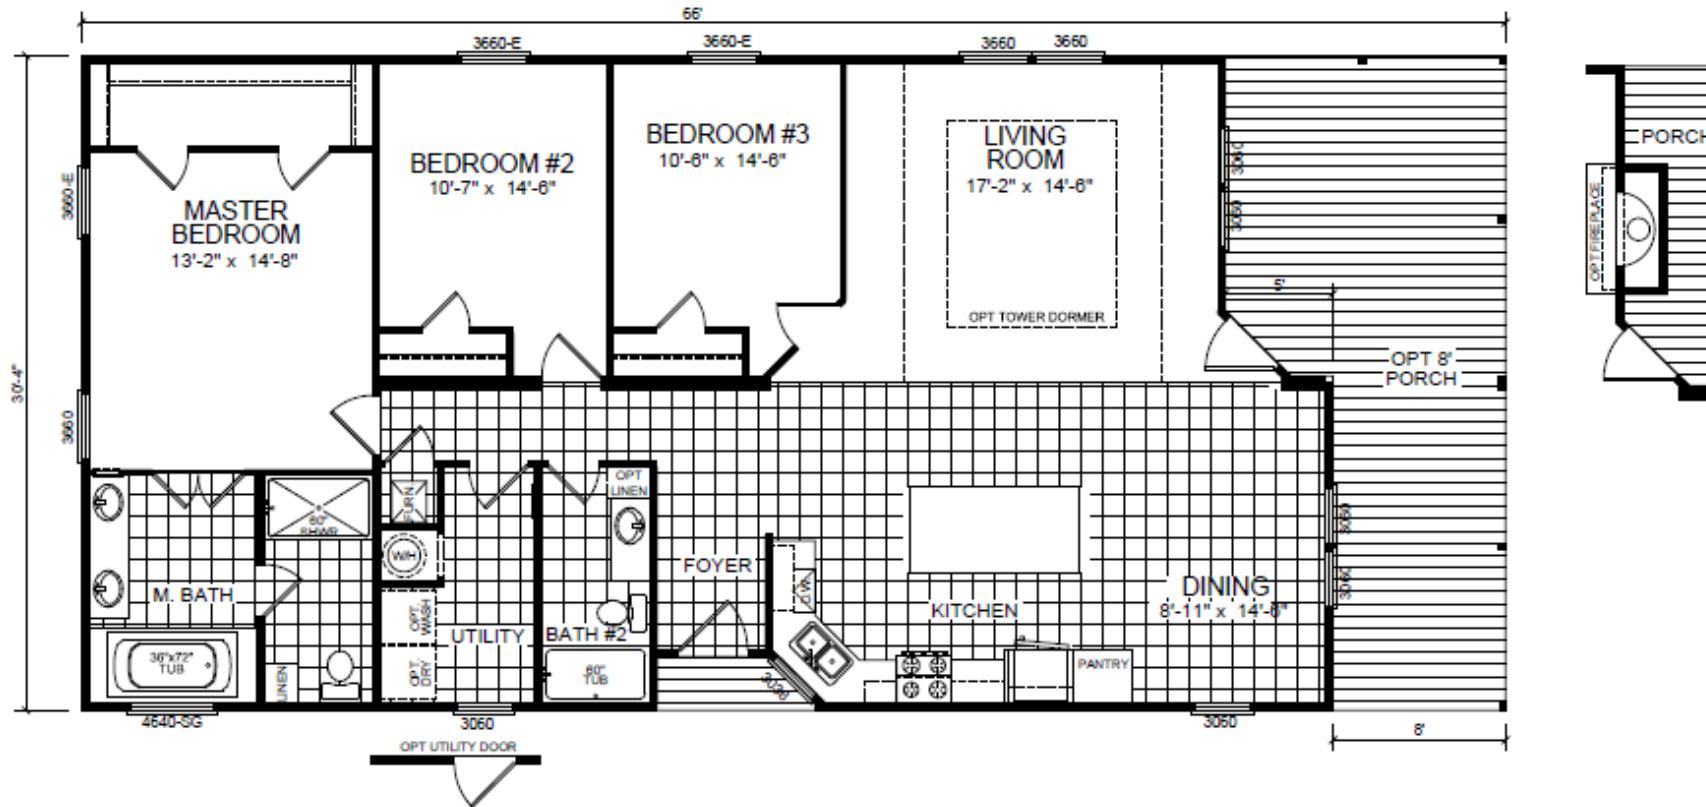 66'
3660-E
3660-E
3660
3660
30'-4"
3660-E
3660
MASTER
BEDROOM
13'-2" x 14'-8"
BEDROOM #2
10'-7" x 14'-6"
BEDROOM #3
10'-6" x 14'-6"
LIVING
ROOM
17'-2" x 14'-6"
OPT TOWER DORMER
3060
3060
5'
OPT 8'
PORCH
PORCH
OPT FIREPLACE
FURN
W/H
OPT.
WASH
OPT.
DRY
UTILITY
60"
SHWR
M. BATH
36"x72"
TUB
LINEN
OPT
LINEN
BATH #2
60"
TUB
FOYER
D.W.
KITCHEN
DINING
8'-11" x 14'-6"
PANTRY
3060
3060
3036
4640-SG
3060
3060
8'
OPT UTILITY DOOR